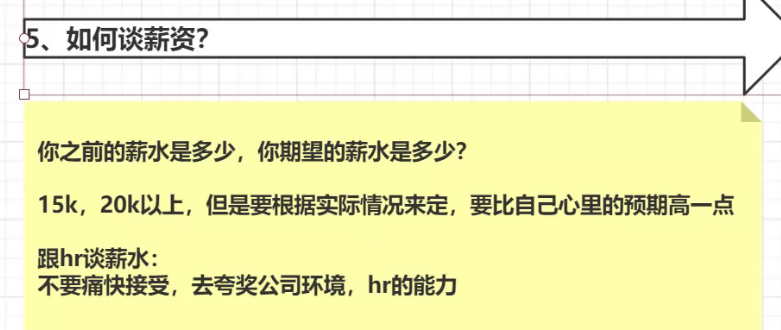 5、如何谈薪资?
你之前的薪水是多少，你期望的薪水是多少?
15k，20k以上，但是要根据实际情况来定，要比自己心里的预期高一点
跟hr谈薪水:
不要痛快接受，去夸奖公司环境，hr的能力